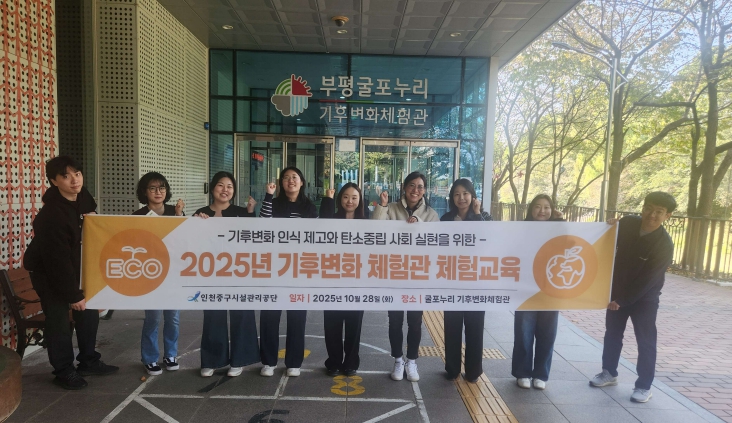 부평굴포누리
기후변화체험관
- 기후변화 인식 제고와 탄소중립 사회 실현을 위한 -
ECO
2025년 기후변화 체험관 체험교육
인천중구시설관리공단 일자 | 2025년 10월 28일 (화) 장소 | 굴포누리 기후변화체험관